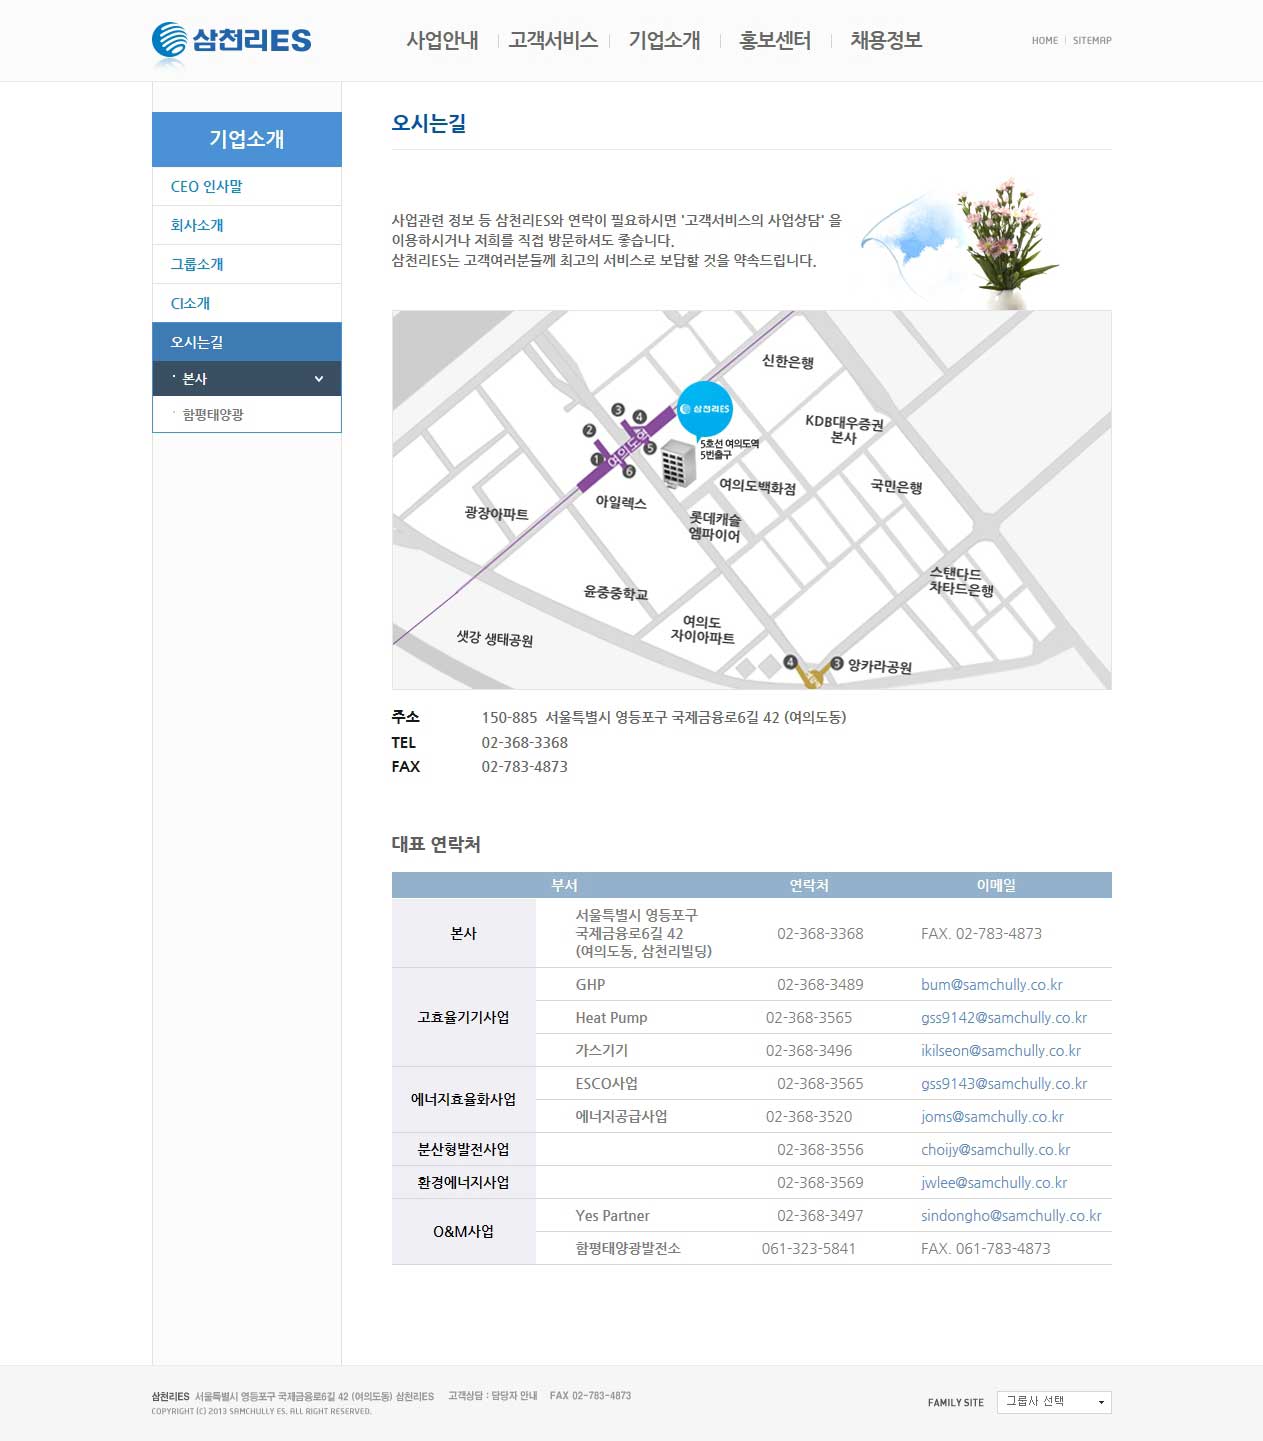 삼천리ES
사업안내
고객서비스
기업소개
홍보센터
채용정보
HOME
SITEMAP
기업소개
CEO 인사말
회사소개
그룹소개
CI소개
오시는길
· 본사
· 함평태양광
오시는길
사업관련 정보 등 삼천리ES와 연락이 필요하시면 '고객서비스의 사업상담' 을
이용하시거나 저희를 직접 방문하셔도 좋습니다.
삼천리ES는 고객여러분들께 최고의 서비스로 보답할 것을 약속드립니다.
신한은행
삼천리ES
KDB대우증권
본사
3
4
2
5
1
6
여의도역
5호선 여의도역
5번출구
여의도백화점
국민은행
아일렉스
광장아파트
롯데캐슬
엠파이어
윤중중학교
스탠다드
차타드은행
여의도
자이아파트
샛강 생태공원
4
3
앙카라공원
주소 150-885 서울특별시 영등포구 국제금융로6길 42 (여의도동)
TEL 02-368-3368
FAX 02-783-4873
대표 연락처
부서 연락처 이메일
본사
서울특별시 영등포구
국제금융로6길 42
(여의도동, 삼천리빌딩)
02-368-3368 FAX. 02-783-4873
고효율기기사업
GHP 02-368-3489 bum@samchully.co.kr
Heat Pump 02-368-3565 gss9142@samchully.co.kr
가스기기 02-368-3496 ikilseon@samchully.co.kr
에너지효율화사업
ESCO사업 02-368-3565 gss9143@samchully.co.kr
에너지공급사업 02-368-3520 joms@samchully.co.kr
분산형발전사업 02-368-3556 choijy@samchully.co.kr
환경에너지사업 02-368-3569 jwlee@samchully.co.kr
O&M사업
Yes Partner 02-368-3497 sindongho@samchully.co.kr
함평태양광발전소 061-323-5841 FAX. 061-783-4873
삼천리ES 서울특별시 영등포구 국제금융로6길 42 (여의도동) 삼천리ES 고객상담 : 담당자 안내 FAX 02-783-4873
COPYRIGHT (C) 2013 SAMCHULLY ES. ALL RIGHT RESERVED.
FAMILY SITE
그룹사 선택